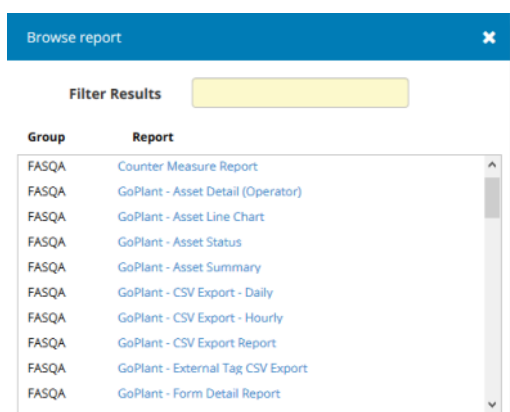 Browse report
Filter Results
Group Report
FASQA Counter Measure Report
FASQA GoPlant - Asset Detail (Operator)
FASQA GoPlant - Asset Line Chart
FASQA GoPlant - Asset Status
FASQA GoPlant - Asset Summary
FASQA GoPlant - CSV Export - Daily
FASQA GoPlant - CSV Export - Hourly
FASQA GoPlant - CSV Export Report
FASQA GoPlant - External Tag CSV Export
FASQA GoPlant - Form Detail Report